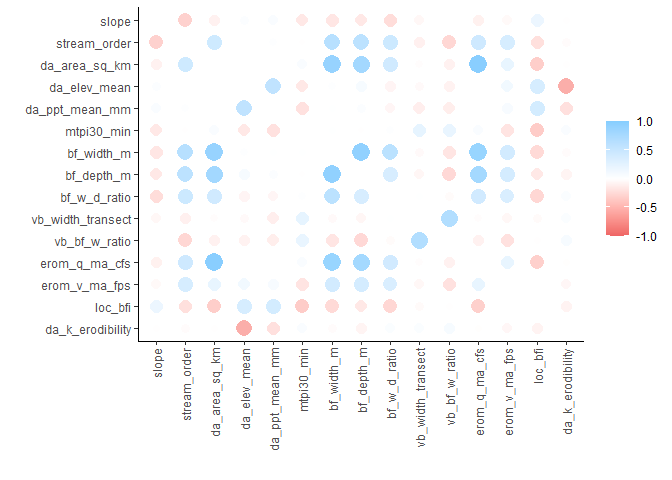 slope
stream_order
da_area_sq_km
da_elev_mean
da_ppt_mean_mm
mtpi30_min
bf_width_m
bf_depth_m
bf_w_d_ratio
vb_width_transect
vb_bf_w_ratio
erom_q_ma_cfs
erom_v_ma_fps
loc_bfi
da_k_erodibility
1.0
0.5
0.0
-0.5
-1.0
slope
stream_order
da_area_sq_km
da_elev_mean
da_ppt_mean_mm
mtpi30_min
bf_width_m
bf_depth_m
bf_w_d_ratio
vb_width_transect
vb_bf_w_ratio
erom_q_ma_cfs
erom_v_ma_fps
loc_bfi
da_k_erodibility